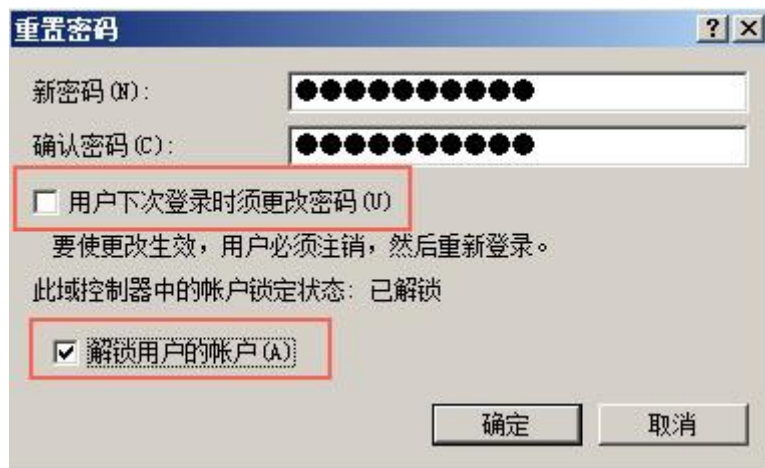 重置密码
新密码(N):
确认密码(C):
用户下次登录时须更改密码(U)
要使更改生效，用户必须注销，然后重新登录。
此域控制器中的帐户锁定状态: 已解锁
解锁用户的帐户(A)
确定 取消